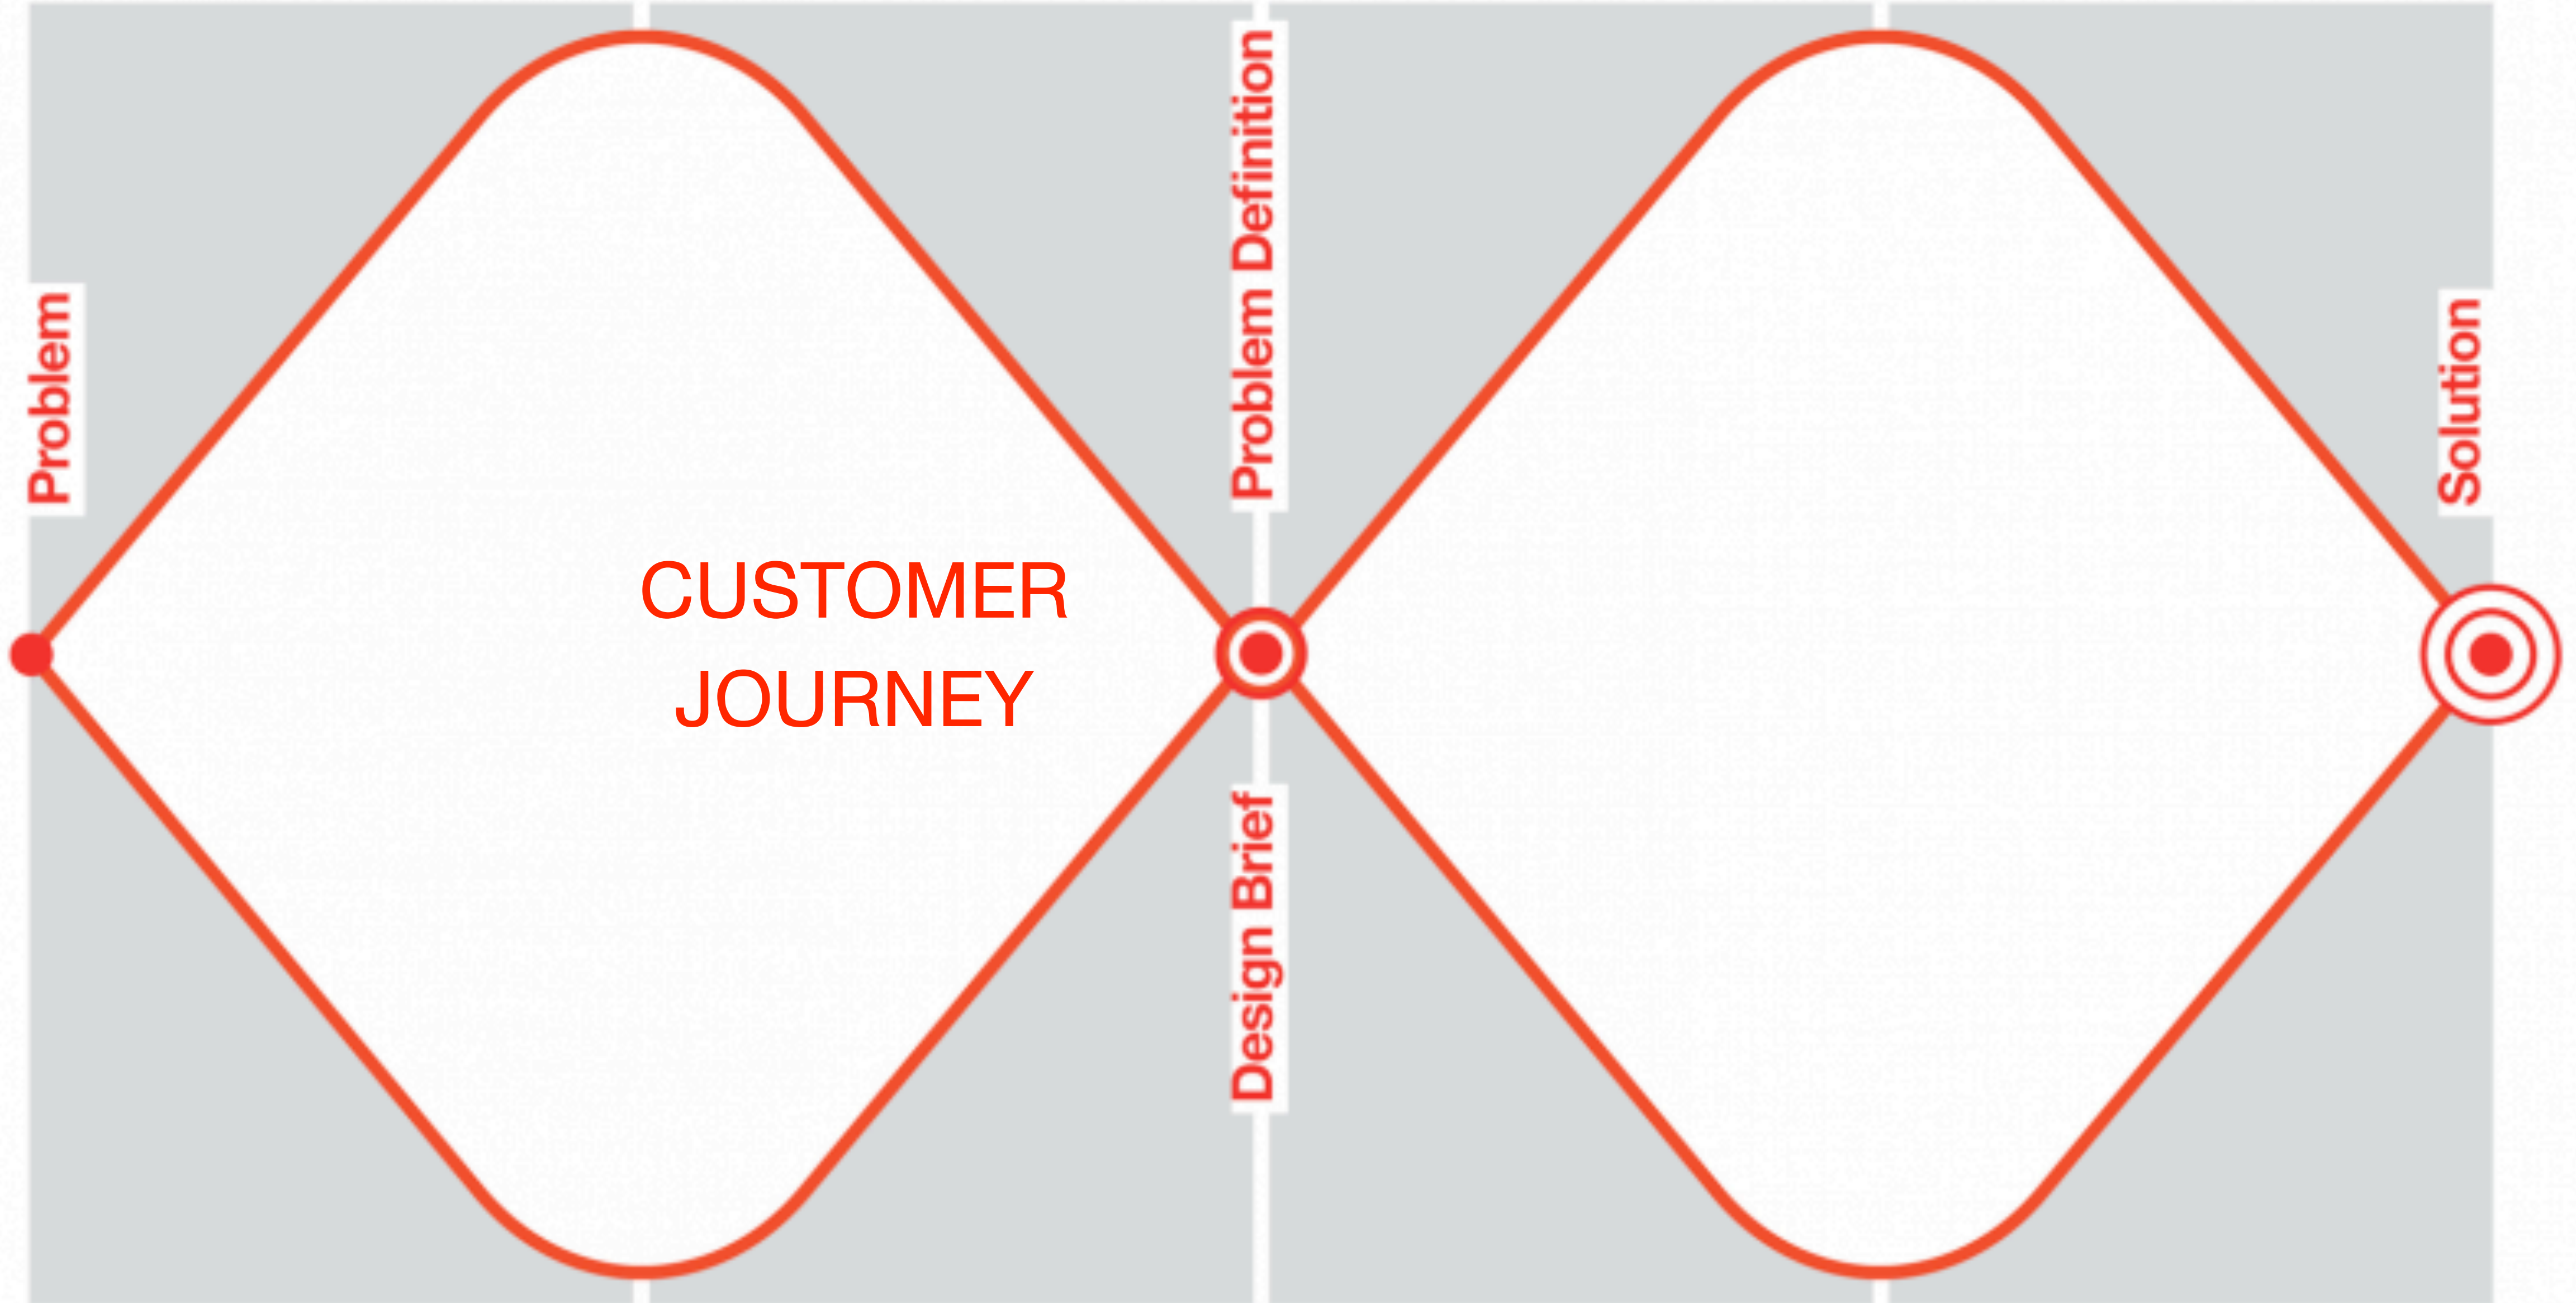 Problem
CUSTOMER
JOURNEY
Problem Definition
Design Brief
Solution